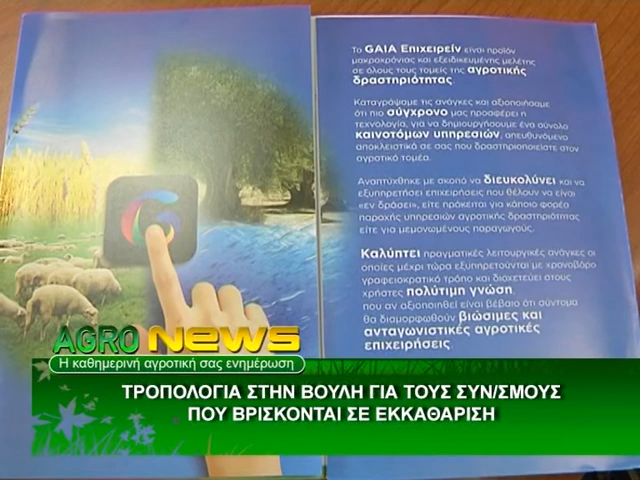 Το GAIA Επιχειρείν είναι προϊόν
μακροχρόνιας και εξειδικευμένης μελέτης
σε όλους τους τομείς της αγροτικής
δραστηριότητας.
Καταγράψαμε τις ανάγκες και αξιοποιήσαμε
ότι πιο σύγχρονο μας προσφέρει η
τεχνολογία, για να δημιουργήσουμε ένα σύνολο
καινοτόμων υπηρεσιών, απευθυνόμενο
αποκλειστικά σε σας που δραστηριοποιείστε στον
αγροτικό τομέα.
Αναπτύχθηκε με σκοπό να διευκολύνει και να
εξυπηρετήσει επιχειρήσεις που θέλουν να είναι
«εν δράσει», είτε πρόκειται για κάποιο φορέα
παροχής υπηρεσιών αγροτικής δραστηριότητας
είτε για μεμονωμένους παραγωγούς.
Καλύπτει πραγματικές λειτουργικές ανάγκες οι
οποίες μέχρι τώρα εξυπηρετούνται με χρονοβόρο
γραφειοκρατικό τρόπο και διοχετεύει στους
χρήστες πολύτιμη γνώση,
που αν αξιοποιηθεί είναι βέβαιο ότι σύντομα
θα διαμορφωθούν βιώσιμες και
ανταγωνιστικές αγροτικές
επιχειρήσεις.
AGRO News
Η καθημερινή αγροτική σας ενημέρωση
ΤΡΟΠΟΛΟΓΙΑ ΣΤΗΝ ΒΟΥΛΗ ΓΙΑ ΤΟΥΣ ΣΥΝ/ΣΜΟΥΣ
ΠΟΥ ΒΡΙΣΚΟΝΤΑΙ ΣΕ ΕΚΚΑΘΑΡΙΣΗ